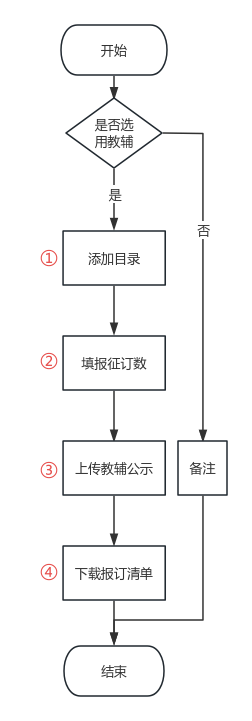 开始
是否选
用教辅
是
否
① 添加目录
② 填报征订数
③ 上传教辅公示
备注
④ 下载报订清单
结束